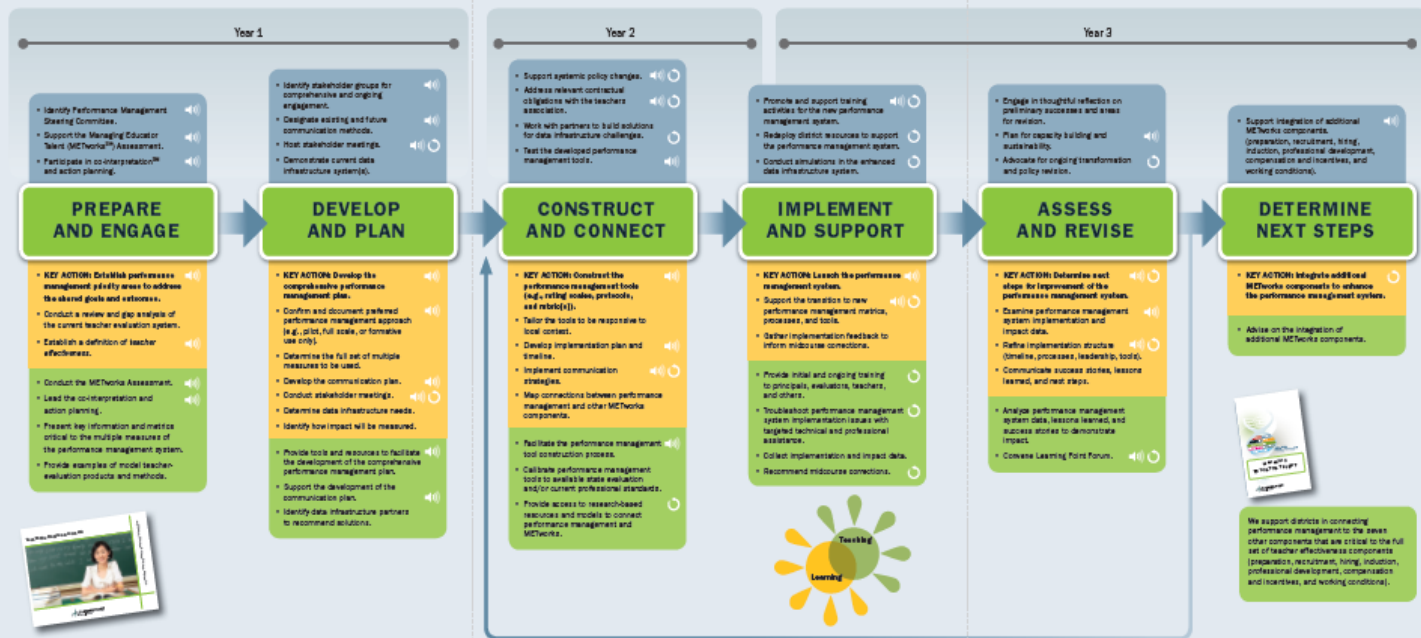 Year 1
Year 2
Year 3
• Identify Performance Management
Steering Committee.
• Support the Managing Educator
Talent (METworks℠) Assessment.
• Participate in co-interpretation℠
and action planning.
PREPARE
AND ENGAGE
• KEY ACTION: Establish performance
management priority areas to address
the shared goals and outcomes.
• Conduct a review and gap analysis of
the current teacher evaluation system.
• Establish a definition of teacher
effectiveness.
• Conduct the METworks Assessment.
• Lead the co-interpretation and
action planning.
• Present key information and metrics
critical to the multiple measures of
the performance management system.
• Provide examples of model teacher-
evaluation products and methods.
• Identify stakeholder groups for
comprehensive and ongoing
engagement.
• Designate existing and future
communication methods.
• Host stakeholder meetings.
• Demonstrate current data
infrastructure system(s).
DEVELOP
AND PLAN
• KEY ACTION: Develop the
comprehensive performance
management plan.
• Confirm and document preferred
performance management approach
(e.g., pilot, full scale, or formative
use only).
• Determine the full set of multiple
measures to be used.
• Develop the communication plan.
• Conduct stakeholder meetings.
• Determine data infrastructure needs.
• Identify how impact will be measured.
• Provide tools and resources to facilitate
the development of the comprehensive
performance management plan.
• Support the development of the
communication plan.
• Identify data infrastructure partners
to recommend solutions.
• Support systemic policy changes.
• Address relevant contractual
obligations with the teachers
association.
• Work with partners to build solutions
for data infrastructure challenges.
• Test the developed performance
management tools.
CONSTRUCT
AND CONNECT
• KEY ACTION: Construct the
performance management tools
(e.g., rating scales, protocols,
and rubric[s]).
• Tailor the tools to be responsive to
local context.
• Develop implementation plan and
timeline.
• Implement communication
strategies.
• Map connections between performance
management and other METworks
components.
• Facilitate the performance management
tool construction process.
• Calibrate performance management
tools to available state evaluation
and/or current professional standards.
• Provide access to research-based
resources and models to connect
performance management and
METworks.
• Promote and support training
activities for the new performance
management system.
• Redeploy district resources to support
the performance management system.
• Conduct simulations in the enhanced
data infrastructure system.
IMPLEMENT
AND SUPPORT
• KEY ACTION: Launch the performance
management system.
• Support the transition to new
performance management metrics,
processes, and tools.
• Gather implementation feedback to
inform midcourse corrections.
• Provide initial and ongoing training
to principals, evaluators, teachers,
and others.
• Troubleshoot performance management
system implementation issues with
targeted technical and professional
assistance.
• Collect implementation and impact data.
• Recommend midcourse corrections.
Teaching
Learning
• Engage in thoughtful reflection on
preliminary successes and areas
for revision.
• Plan for capacity building and
sustainability.
• Advocate for ongoing transformation
and policy revision.
ASSESS
AND REVISE
• KEY ACTION: Determine next
steps for improvement of the
performance management system.
• Examine performance management
system implementation and
impact data.
• Refine implementation structure
(timeline, processes, leadership, tools).
• Communicate success stories, lessons
learned, and next steps.
• Analyze performance management
system data, lessons learned, and
success stories to demonstrate
impact.
• Convene Learning Point Forum.
• Support integration of additional
METworks components.
(preparation, recruitment, hiring,
induction, professional development,
compensation and incentives, and
working conditions).
DETERMINE
NEXT STEPS
• KEY ACTION: Integrate additional
METworks components to enhance
the performance management system.
• Advise on the integration of
additional METworks components.
We support districts in connecting
performance management to the seven
other components that are critical to the full
set of teacher effectiveness components
(preparation, recruitment, hiring, induction,
professional development, compensation
and incentives, and working conditions).